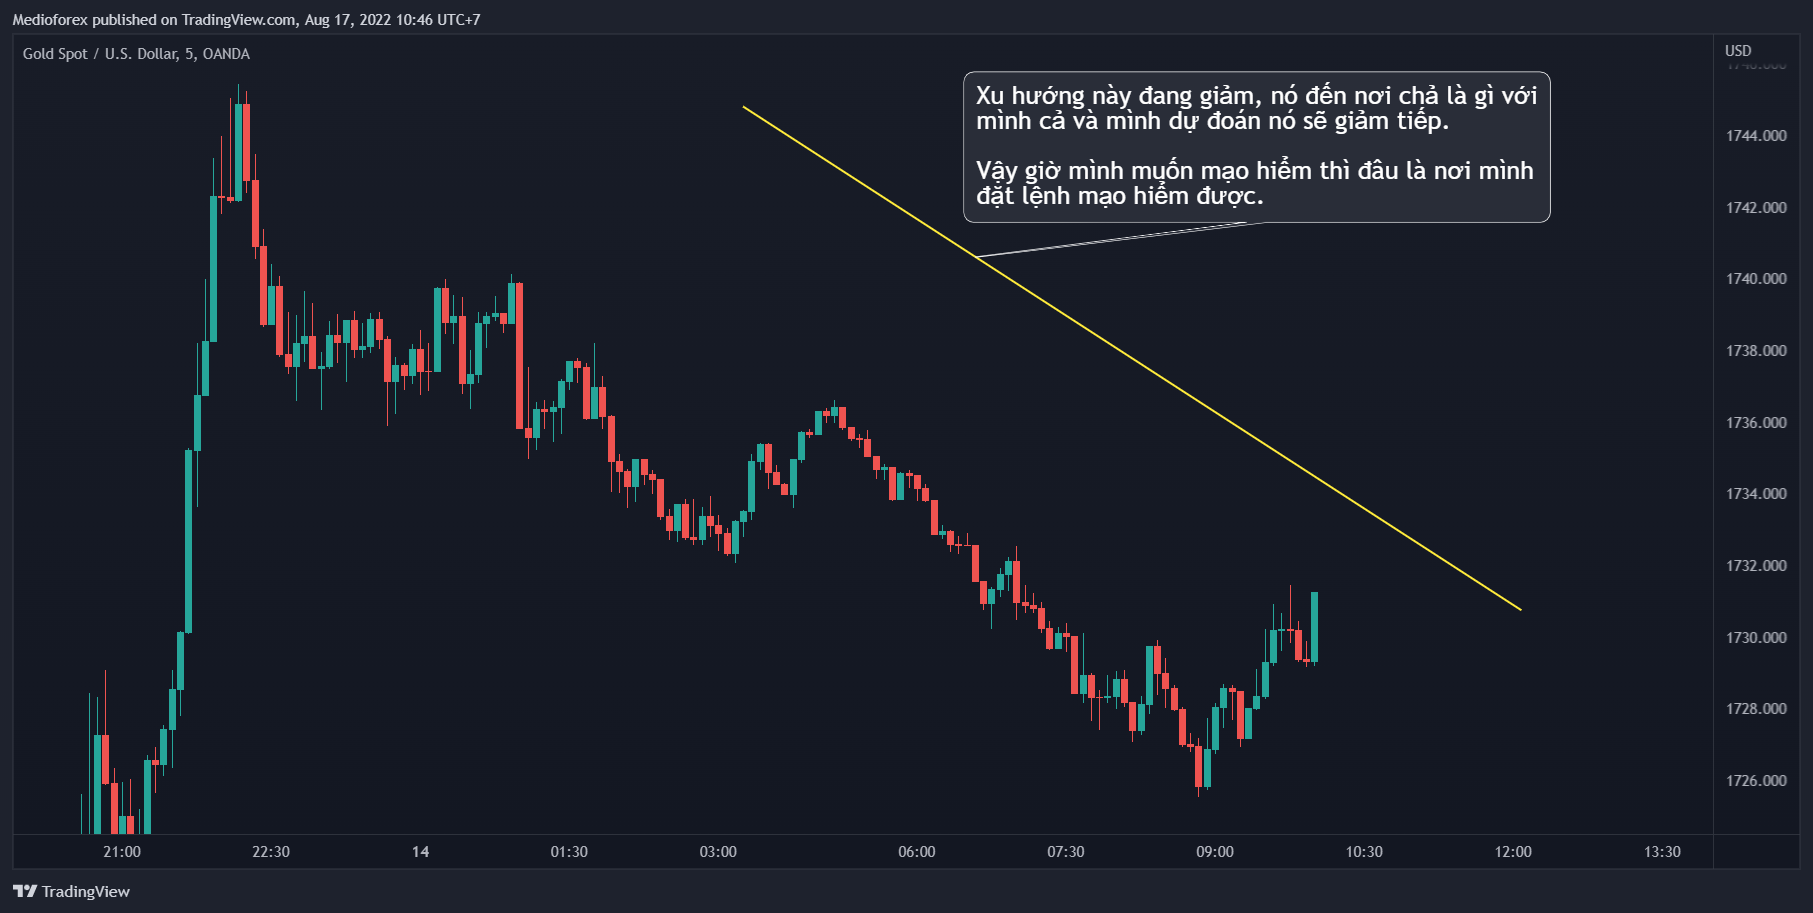 Medioforex published on TradingView.com, Aug 17, 2022 10:46 UTC+7
Gold Spot / U.S. Dollar, 5, OANDA
USD
Xu hướng này đang giảm, nó đến nơi chả là gì với
mình cả và mình dự đoán nó sẽ giảm tiếp.
Vậy giờ mình muốn mạo hiểm thì đâu là nơi mình
đặt lệnh mạo hiểm được.
1744.000
1742.000
1740.000
1738.000
1736.000
1734.000
1732.000
1730.000
1728.000
1726.000
21:00 22:30 14 01:30 03:00 06:00 07:30 09:00 10:30 12:00 13:30
TradingView